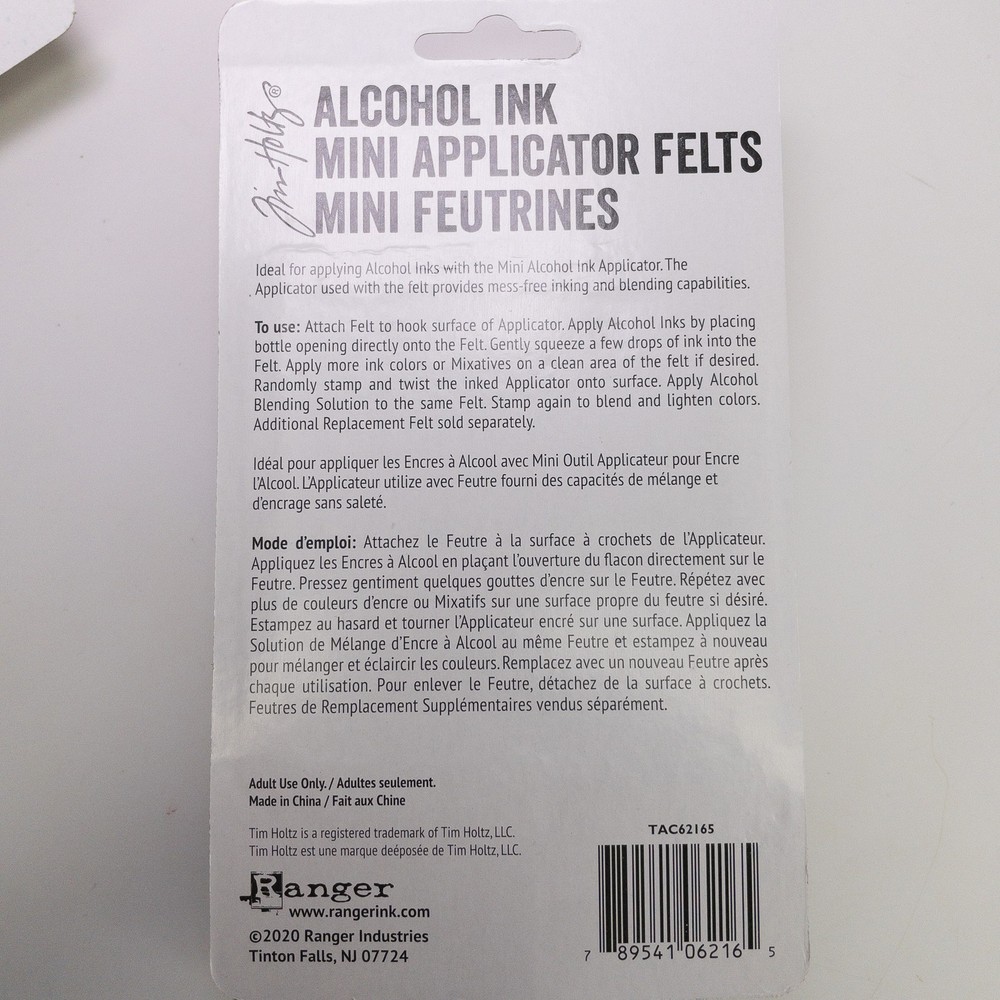 Tim Holtz®
ALCOHOL INK
MINI APPLICATOR FELTS
MINI FEUTRINES
Ideal for applying Alcohol Inks with the Mini Alcohol Ink Applicator. The
Applicator used with the felt provides mess-free inking and blending capabilities.
To use: Attach Felt to hook surface of Applicator. Apply Alcohol Inks by placing
bottle opening directly onto the Felt. Gently squeeze a few drops of ink into the
Felt. Apply more ink colors or Mixatives on a clean area of the felt if desired.
Randomly stamp and twist the inked Applicator onto surface. Apply Alcohol
Blending Solution to the same Felt. Stamp again to blend and lighten colors.
Additional Replacement Felt sold separately.
Idéal pour appliquer les Encres à Alcool avec Mini Outil Applicateur pour Encre
l'Alcool. L'Applicateur utilize avec Feutre fourni des capacités de mélange et
d'encrage sans saleté.
Mode d'emploi: Attachez le Feutre à la surface à crochets de l'Applicateur.
Appliquez les Encres à Alcool en plaçant l'ouverture du flacon directement sur le
Feutre. Pressez gentiment quelques gouttes d'encre sur le Feutre. Répétez avec
plus de couleurs d'encre ou Mixatifs sur une surface propre du feutre si désiré.
Estampez au hasard et tourner l'Applicateur encré sur une surface. Appliquez la
Solution de Mélange d'Encre à Alcool au même Feutre et estampez à nouveau
pour mélanger et éclaircir les couleurs. Remplacez avec un nouveau Feutre après
chaque utilisation. Pour enlever le Feutre, détachez de la surface à crochets.
Feutres de Remplacement Supplémentaires vendus séparément.
Adult Use Only. / Adultes seulement.
Made in China / Fait aux Chine
Tim Holtz is a registered trademark of Tim Holtz, LLC.
Tim Holtz est une marque deéposée de Tim Holtz, LLC.
Ranger
www.rangerink.com
©2020 Ranger Industries
Tinton Falls, NJ 07724
TAC62165
7 89541 06216 5